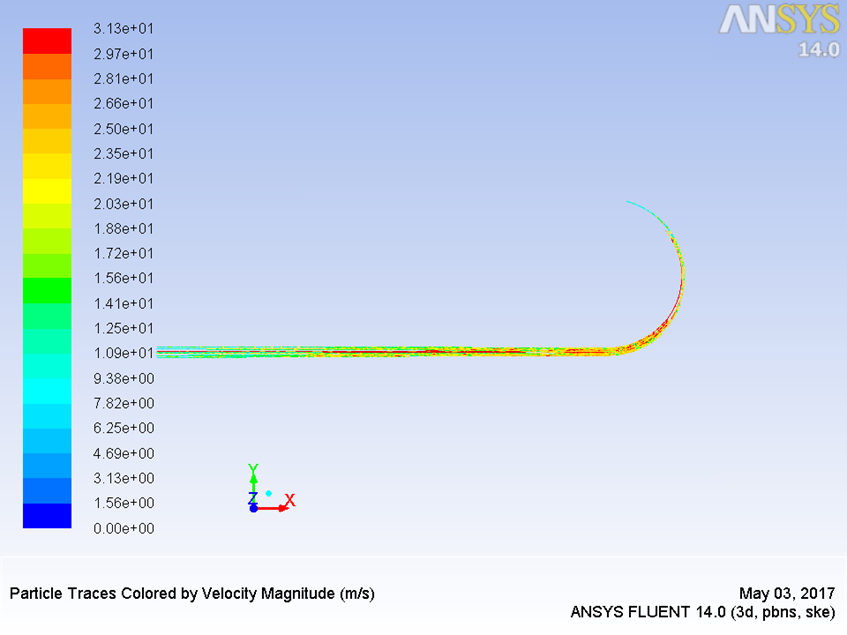 ANSYS
14.0
3.13e+01
2.97e+01
2.81e+01
2.66e+01
2.50e+01
2.35e+01
2.19e+01
2.03e+01
1.88e+01
1.72e+01
1.56e+01
1.41e+01
1.25e+01
1.09e+01
9.38e+00
7.82e+00
6.25e+00
4.69e+00
3.13e+00
1.56e+00
0.00e+00
Y
Z X
Particle Traces Colored by Velocity Magnitude (m/s)
May 03, 2017
ANSYS FLUENT 14.0 (3d, pbns, ske)